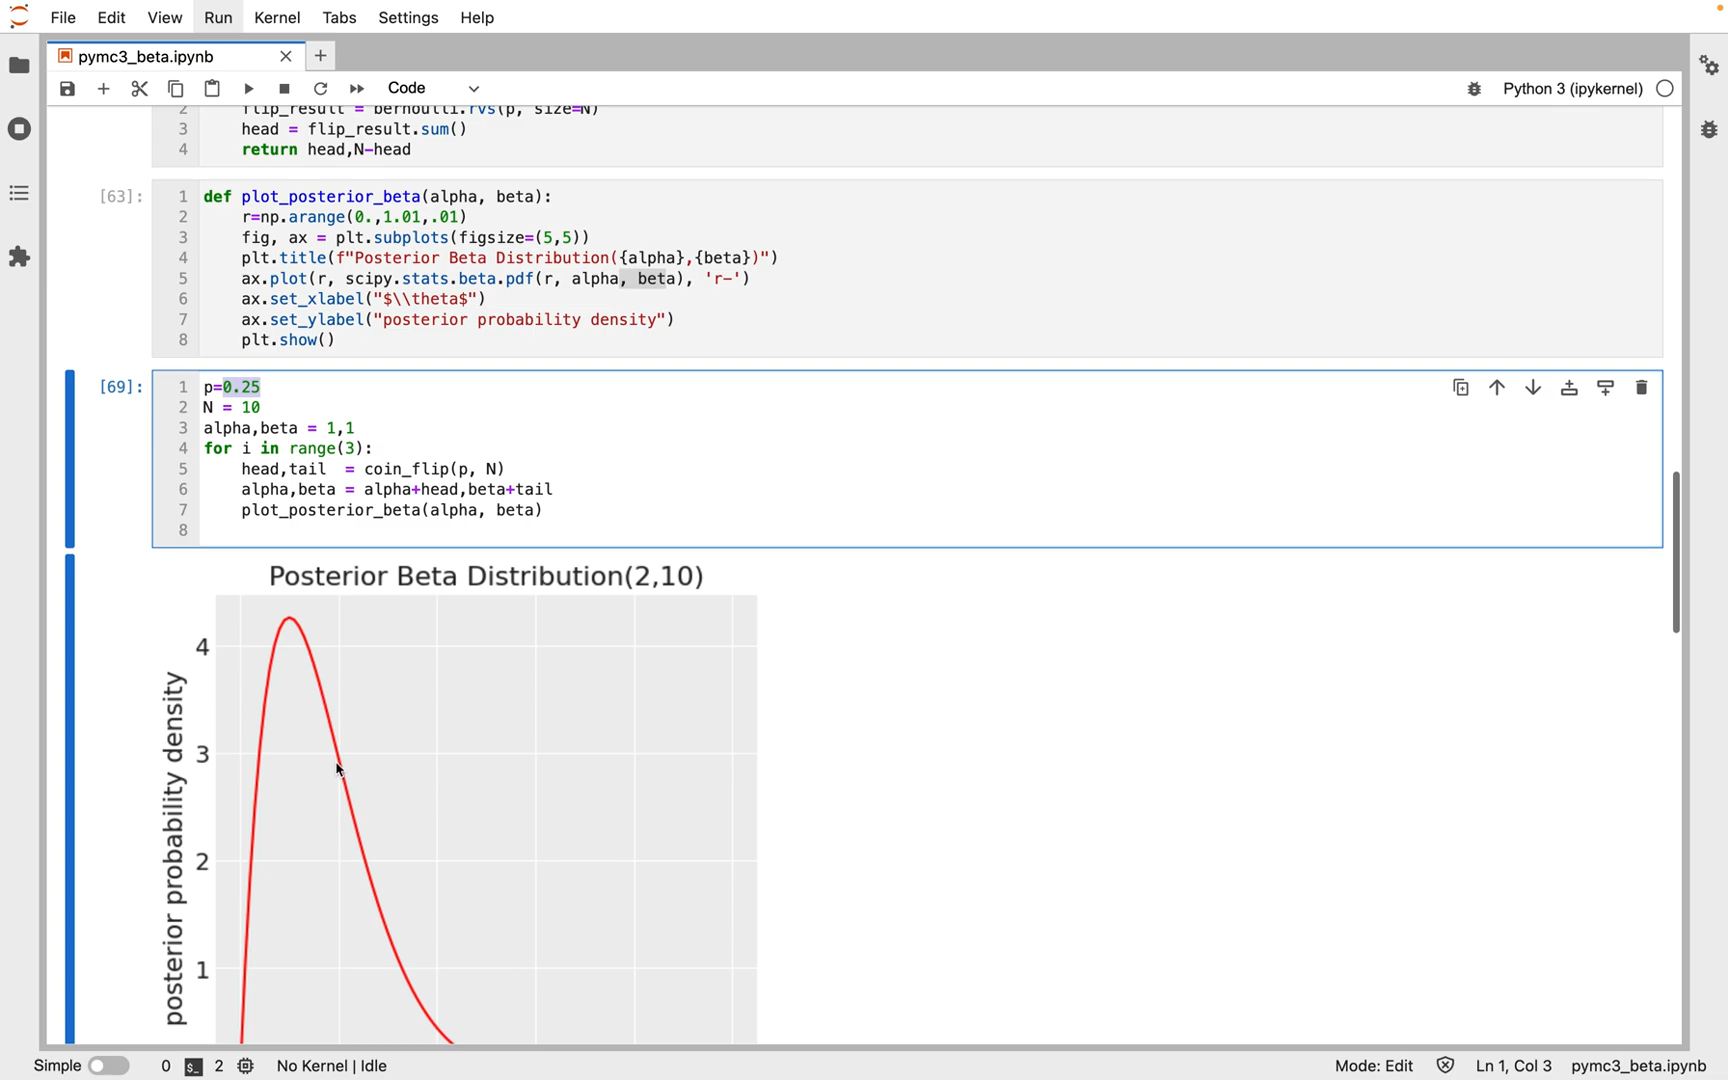 File Edit View Run Kernel Tabs Settings Help
pymc3_beta.ipynb
Code
Python 3 (ipykernel)
2 flip_result = bernoulli.rvs(p, size=N)
3 head = flip_result.sum()
4 return head,N-head
[63]:
1 def plot_posterior_beta(alpha, beta):
2 r=np.arange(0.,1.01,.01)
3 fig, ax = plt.subplots(figsize=(5,5))
4 plt.title(f"Posterior Beta Distribution({alpha},{beta})")
5 ax.plot(r, scipy.stats.beta.pdf(r, alpha, beta), 'r-')
6 ax.set_xlabel("$\\theta$")
7 ax.set_ylabel("posterior probability density")
8 plt.show()
[69]:
1 p=0.25
2 N = 10
3 alpha,beta = 1,1
4 for i in range(3):
5 head,tail  = coin_flip(p, N)
6 alpha,beta = alpha+head,beta+tail
7 plot_posterior_beta(alpha, beta)
8
Posterior Beta Distribution(2,10)
4
3
2
1
posterior probability density
Simple 0 $_ 2 No Kernel | Idle Mode: Edit Ln 1, Col 3 pymc3_beta.ipynb